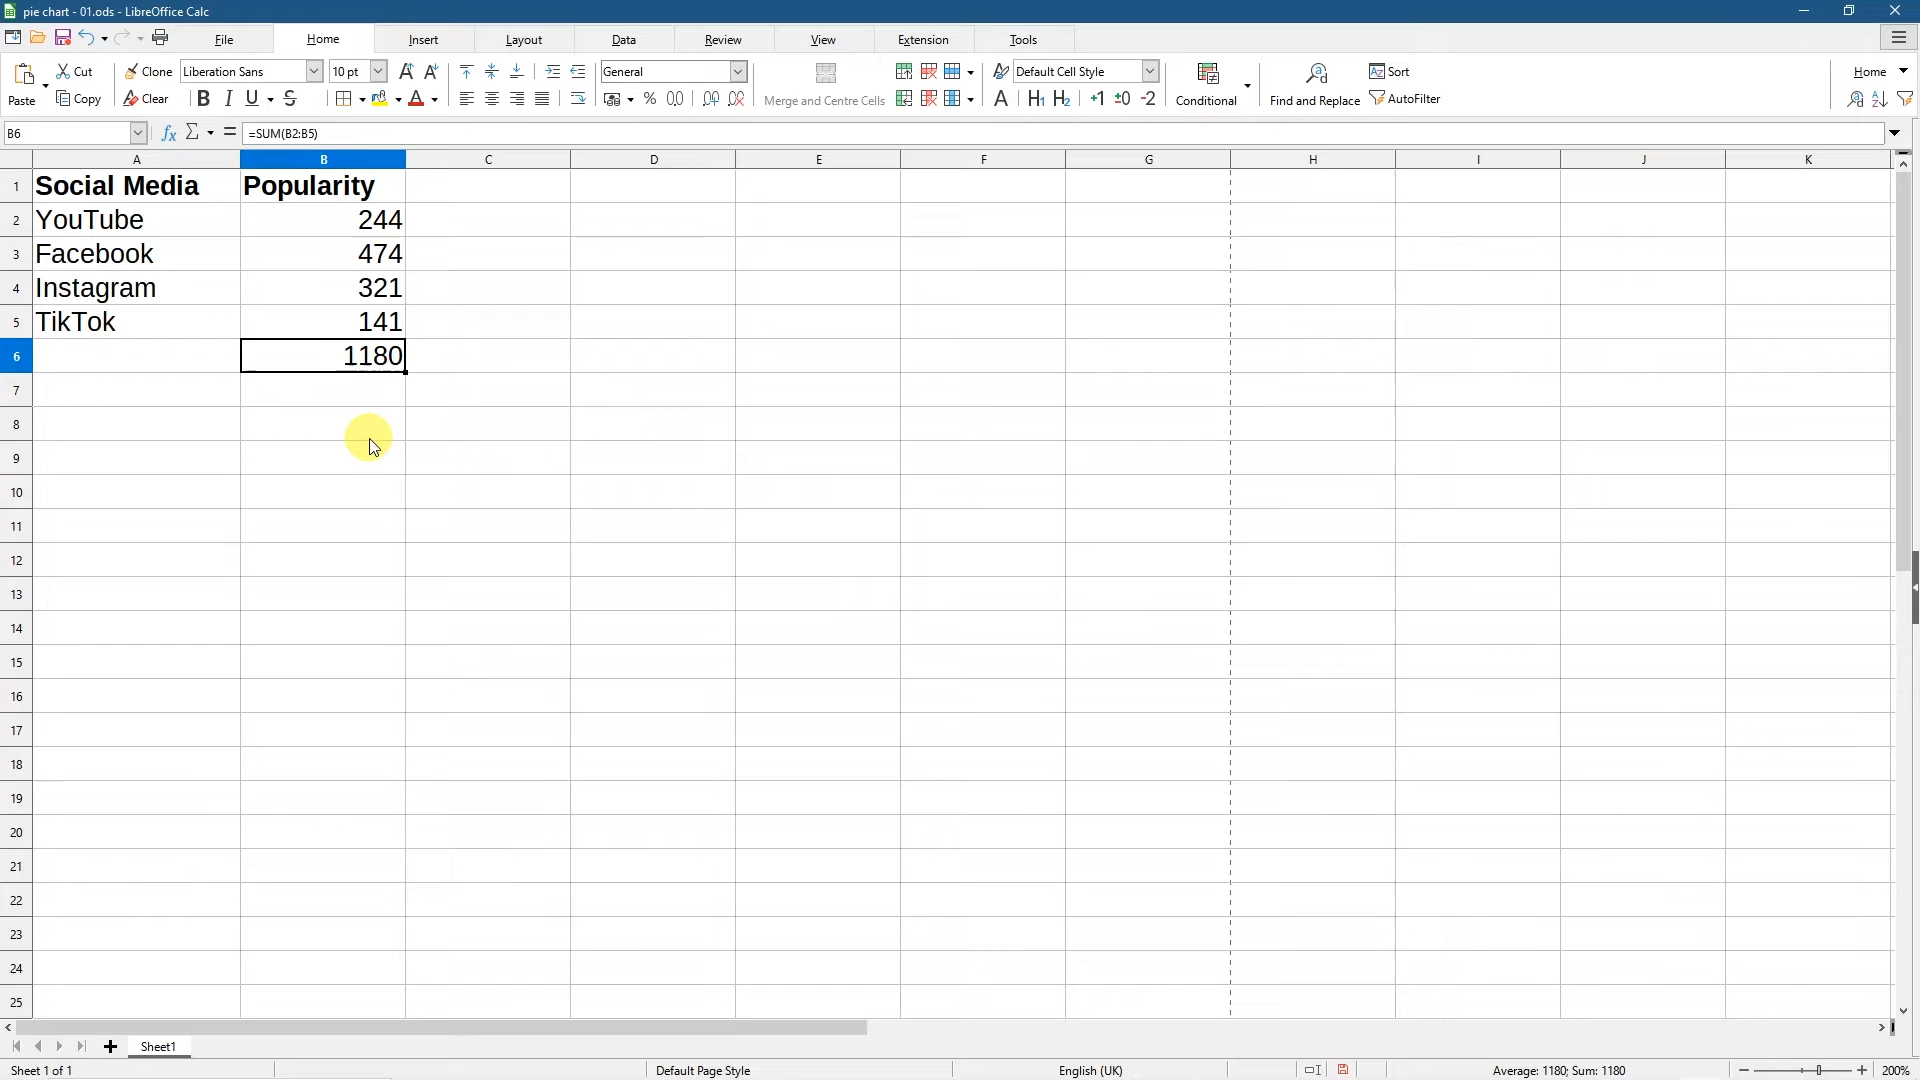 pie chart - 01.ods - LibreOffice Calc
File Home Insert Layout Data Review View Extension Tools
Paste Cut Clone Liberation Sans 10 pt General Merge and Centre Cells Default Cell Style Conditional Find and Replace Sort Home
Copy Clear AutoFilter
B6 =SUM(B2:B5)
A B C D E F G H I J K
1 Social Media Popularity
2 YouTube 244
3 Facebook 474
4 Instagram 321
5 TikTok 141
6 1180
7
8
9
10
11
12
13
14
15
16
17
18
19
20
21
22
23
24
25
Sheet1
Sheet 1 of 1 Default Page Style English (UK) Average: 1180; Sum: 1180 200%